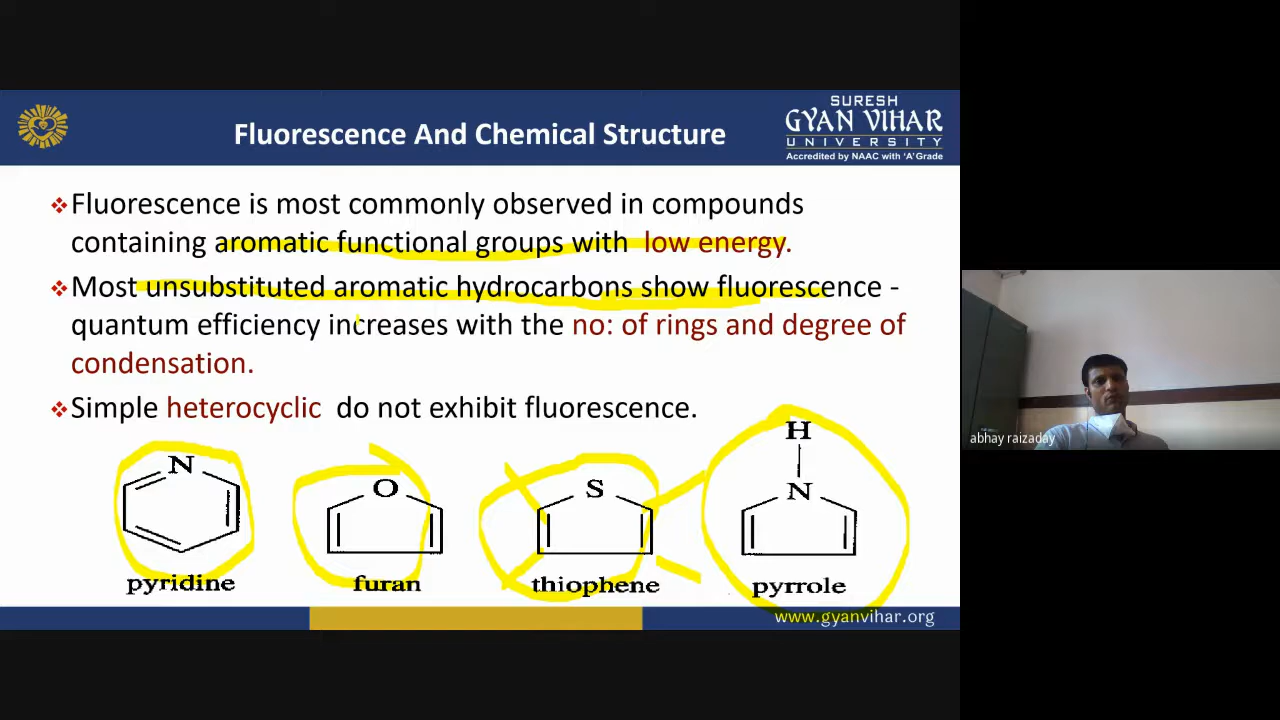 Fluorescence And Chemical Structure
SURESH
GYAN VIHAR
UNIVERSITY
Accredited by NAAC with 'A'Grade
❖Fluorescence is most commonly observed in compounds
containing aromatic functional groups with low energy.
❖Most unsubstituted aromatic hydrocarbons show fluorescence -
quantum efficiency increases with the no: of rings and degree of
condensation.
❖Simple heterocyclic do not exhibit fluorescence.
N
O
S
H
N
pyridine
furan
thiophene
pyrrole
www.gyanvihar.org
abhay raizaday